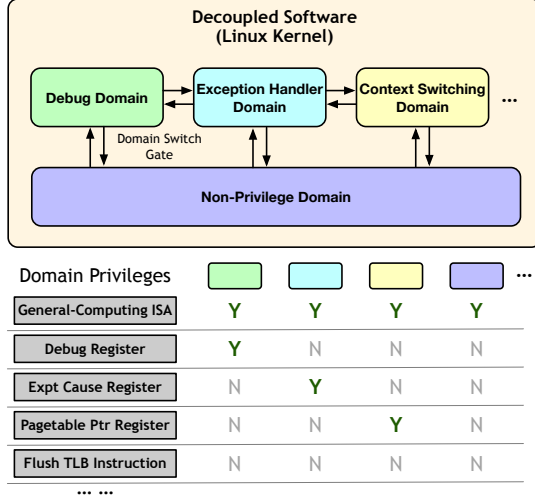 Decoupled Software
(Linux Kernel)
Debug Domain
Exception Handler
Domain
Context Switching
Domain
...
Domain Switch
Gate
Non-Privilege Domain
Domain Privileges
...
General-Computing ISA Y Y Y Y
Debug Register Y N N N
Expt Cause Register N Y N N
Pagetable Ptr Register N N Y N
Flush TLB Instruction N N N N
... ...